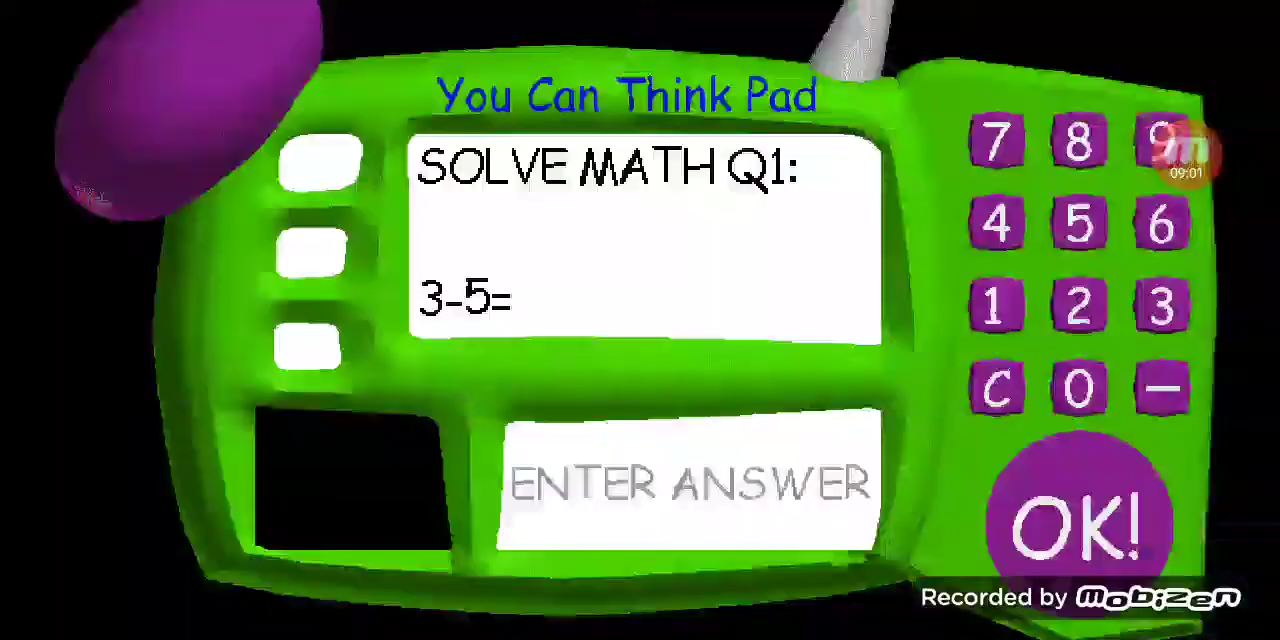 You Can Think Pad
SOLVE MATH Q1:
3-5=
ENTER ANSWER
7 8 9
4 5 6
1 2 3
C 0 —
OK!
09:01
Recorded by mobizen